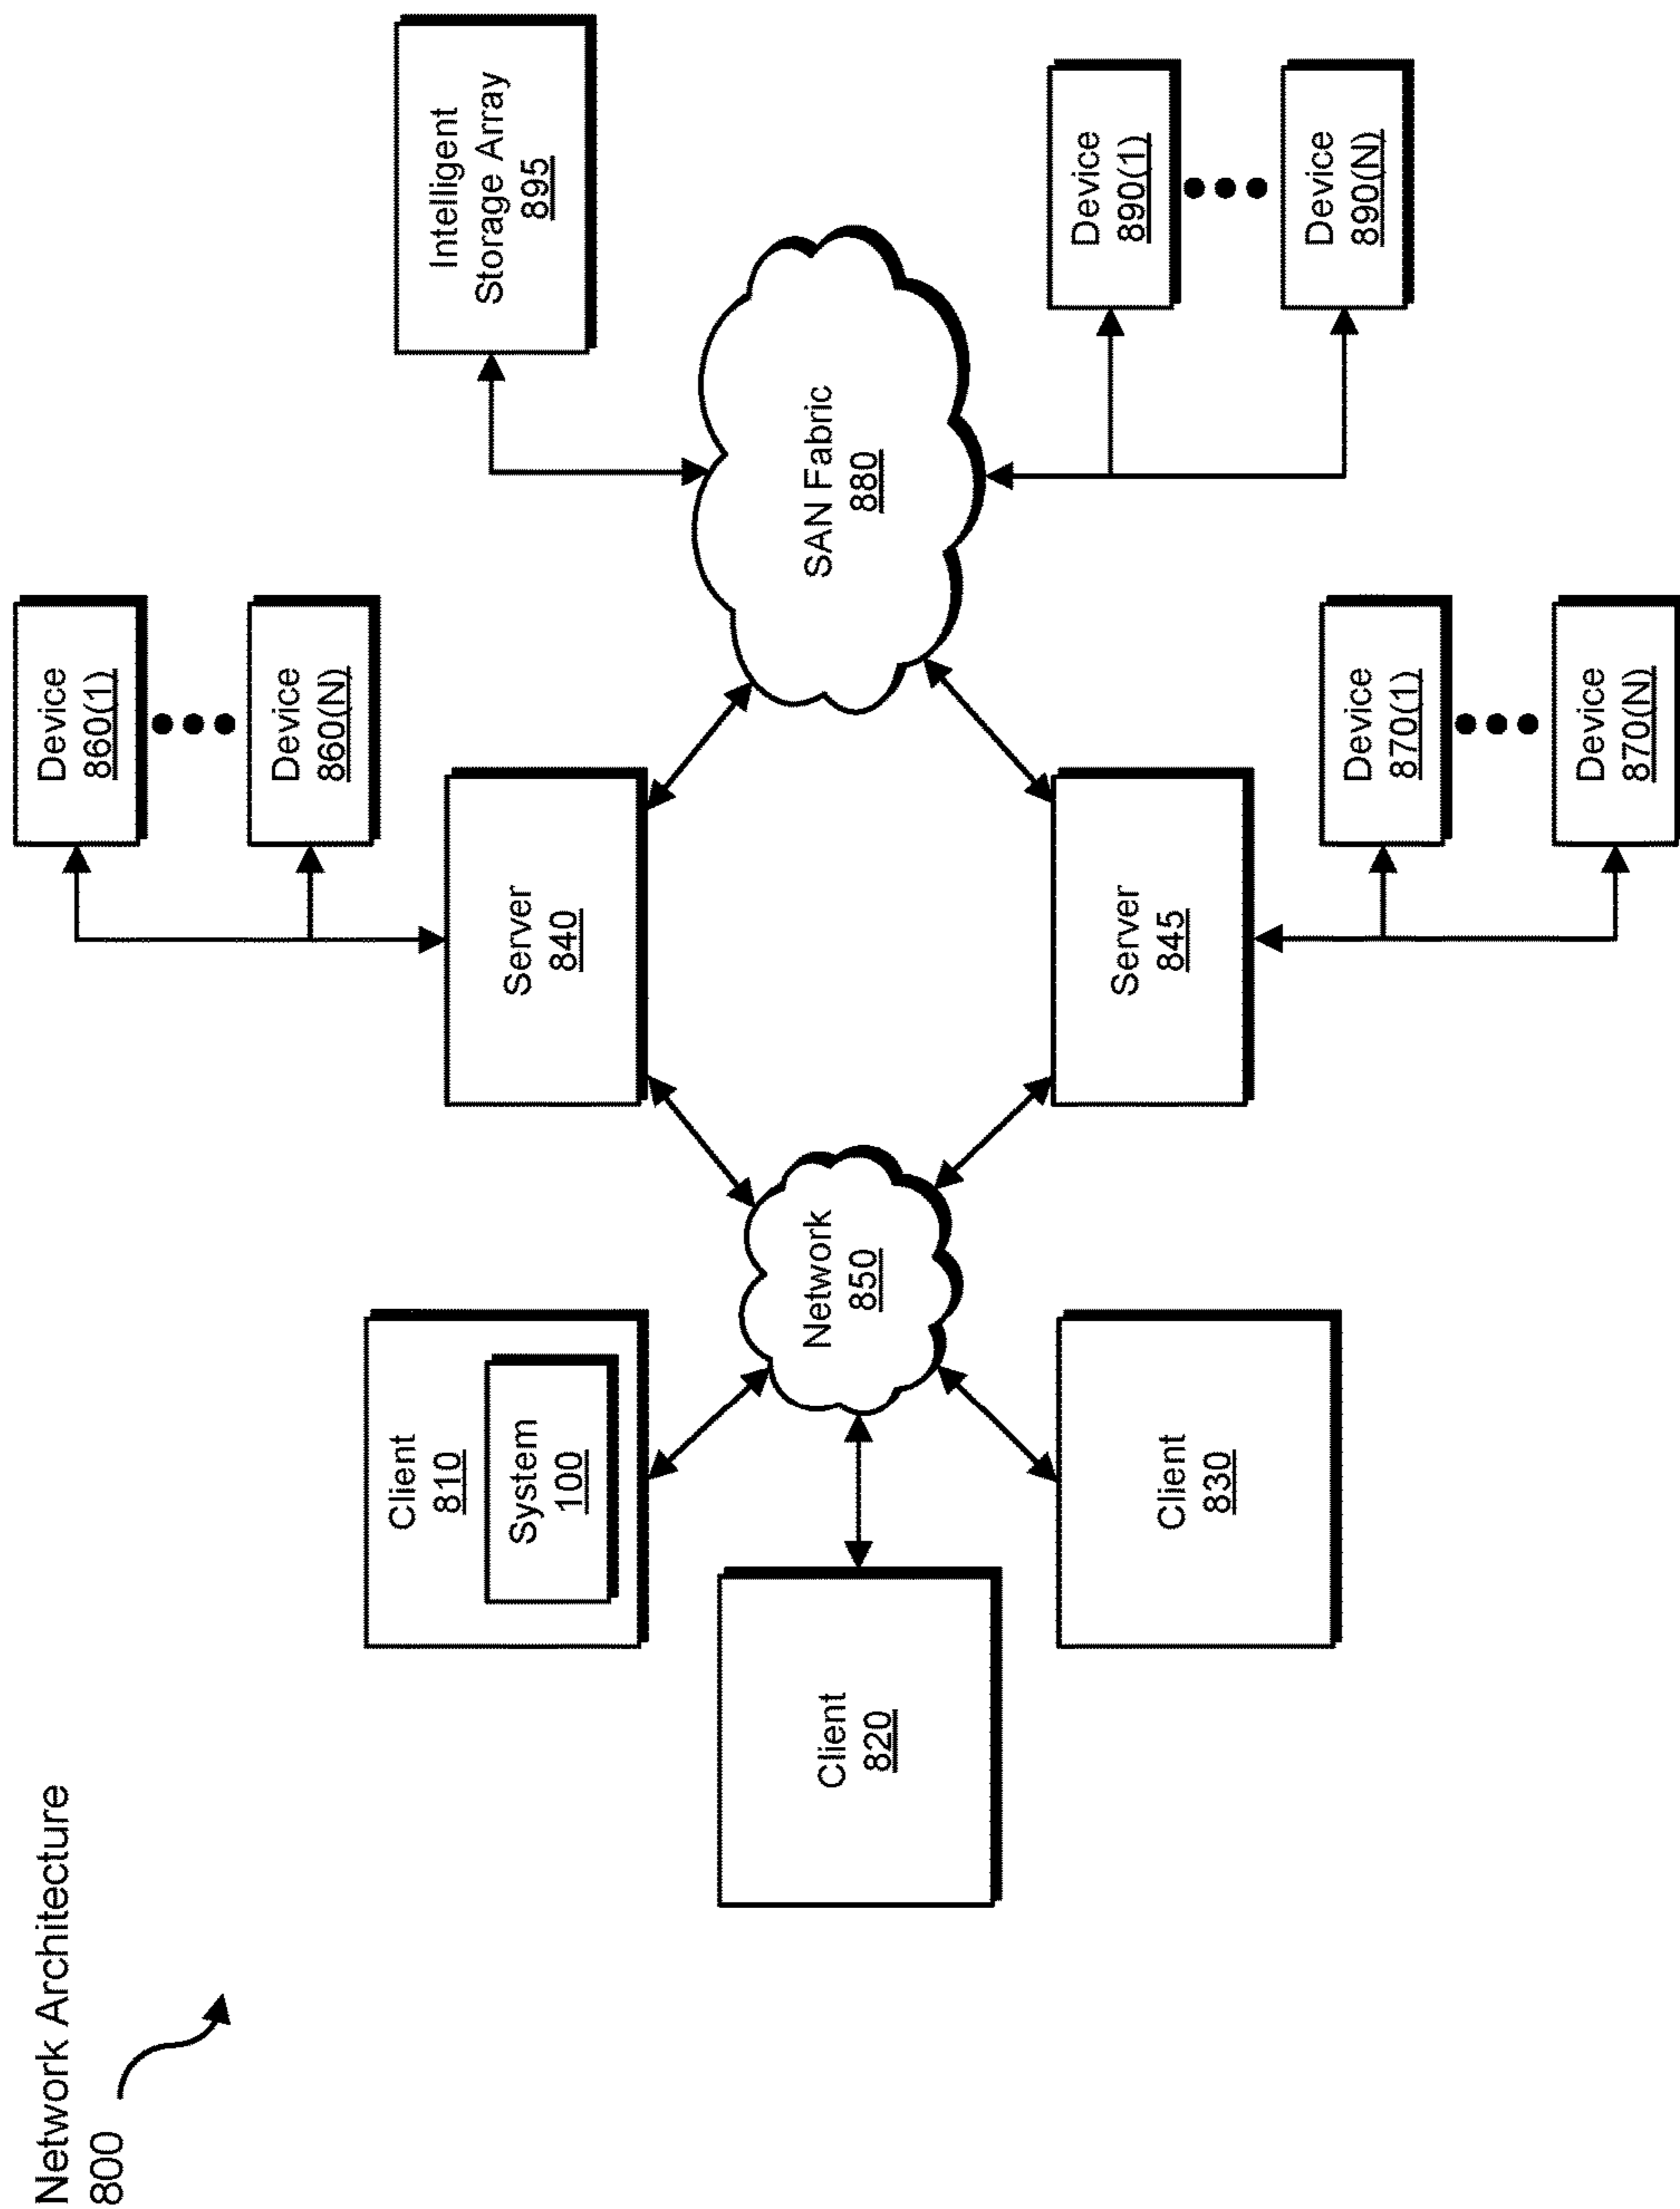 Network Architecture
800
Client
810
System
100
Client
820
Client
830
Network
850
Server
840
Server
845
Device
860(1)
Device
860(N)
Device
870(1)
Device
870(N)
SAN Fabric
880
Intelligent
Storage Array
895
Device
890(1)
Device
890(N)